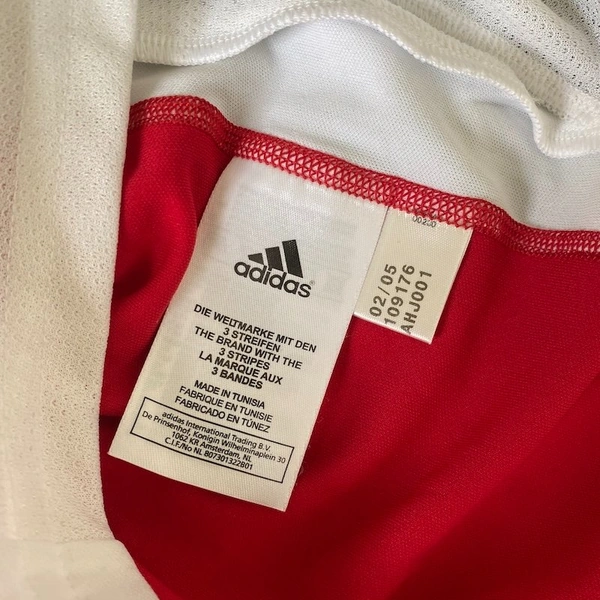 adidas
DIE WELTMARKE MIT DEN
3 STREIFEN
THE BRAND WITH THE
3 STRIPES
LA MARQUE AUX
3 BANDES
MADE IN TUNISIA
FABRIQUE EN TUNISIE
FABRICADO EN TÚNEZ
adidas International Trading B.V.
De Prinsenhof, Konigin Wilhelminaplein 30
1062 KR Amsterdam, NL
C.I.F./No NL 807301322B01
02/05
109176
AHJ001